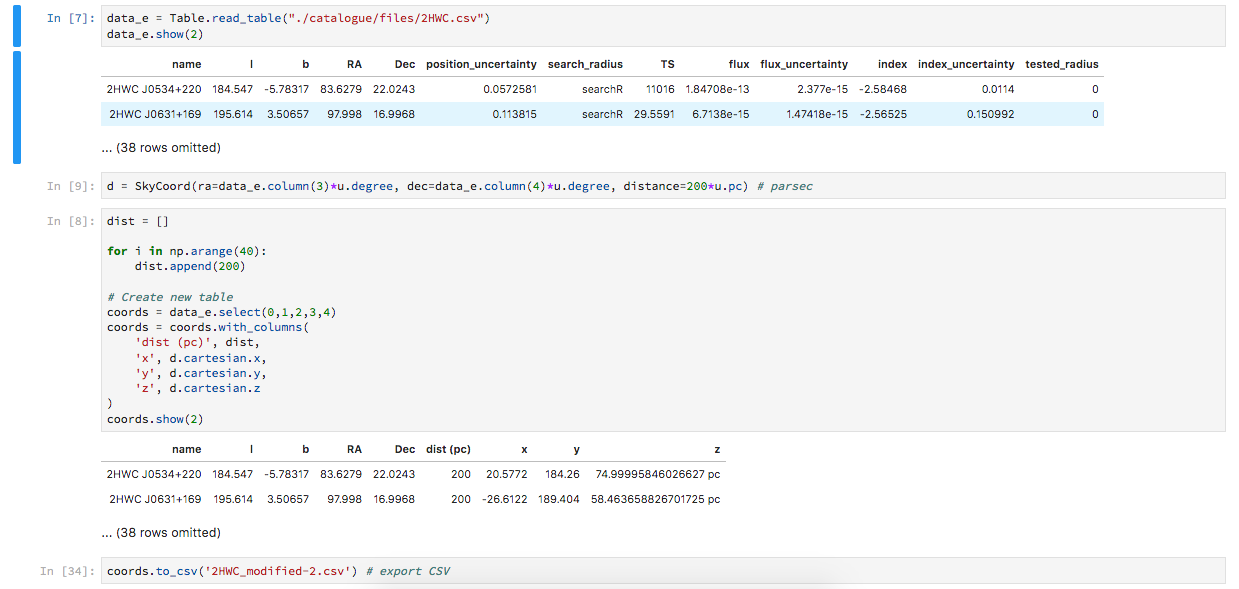 In [7]: data_e = Table.read_table("./catalogue/files/2HWC.csv")
data_e.show(2)
name l b RA Dec position_uncertainty search_radius TS flux flux_uncertainty index index_uncertainty tested_radius
2HWC J0534+220 184.547 -5.78317 83.6279 22.0243 0.0572581 searchR 11016 1.84708e-13 2.377e-15 -2.58468 0.0114 0
2HWC J0631+169 195.614 3.50657 97.998 16.9968 0.113815 searchR 29.5591 6.7138e-15 1.47418e-15 -2.56525 0.150992 0
... (38 rows omitted)
In [9]: d = SkyCoord(ra=data_e.column(3)*u.degree, dec=data_e.column(4)*u.degree, distance=200*u.pc) # parsec
In [8]: dist = []
for i in np.arange(40):
    dist.append(200)
# Create new table
coords = data_e.select(0,1,2,3,4)
coords = coords.with_columns(
    'dist (pc)', dist,
    'x', d.cartesian.x,
    'y', d.cartesian.y,
    'z', d.cartesian.z
)
coords.show(2)
name l b RA Dec dist (pc) x y z
2HWC J0534+220 184.547 -5.78317 83.6279 22.0243 200 20.5772 184.26 74.99995846026627 pc
2HWC J0631+169 195.614 3.50657 97.998 16.9968 200 -26.6122 189.404 58.463658826701725 pc
... (38 rows omitted)
In [34]: coords.to_csv('2HWC_modified-2.csv') # export CSV